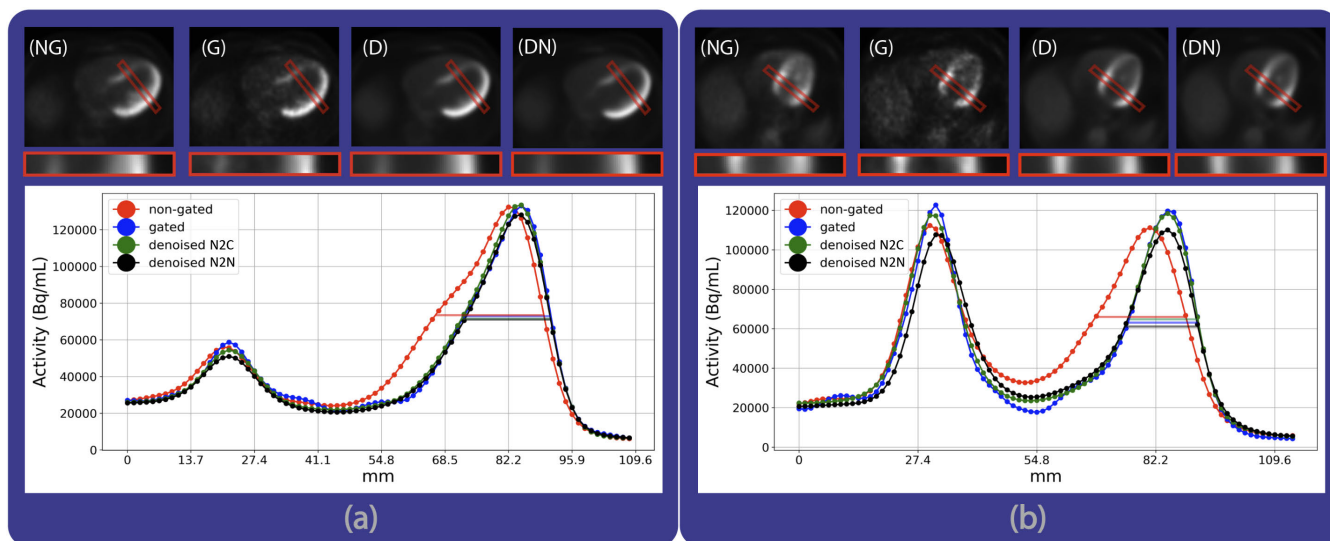 (NG) (G) (D) (DN)
non-gated
gated
denoised N2C
denoised N2N
Activity (Bq/mL)
120000
100000
80000
60000
40000
20000
0
0 13.7 27.4 41.1 54.8 68.5 82.2 95.9 109.6
mm
(a)
(NG) (G) (D) (DN)
non-gated
gated
denoised N2C
denoised N2N
Activity (Bq/mL)
120000
100000
80000
60000
40000
20000
0
0 27.4 54.8 82.2 109.6
mm
(b)